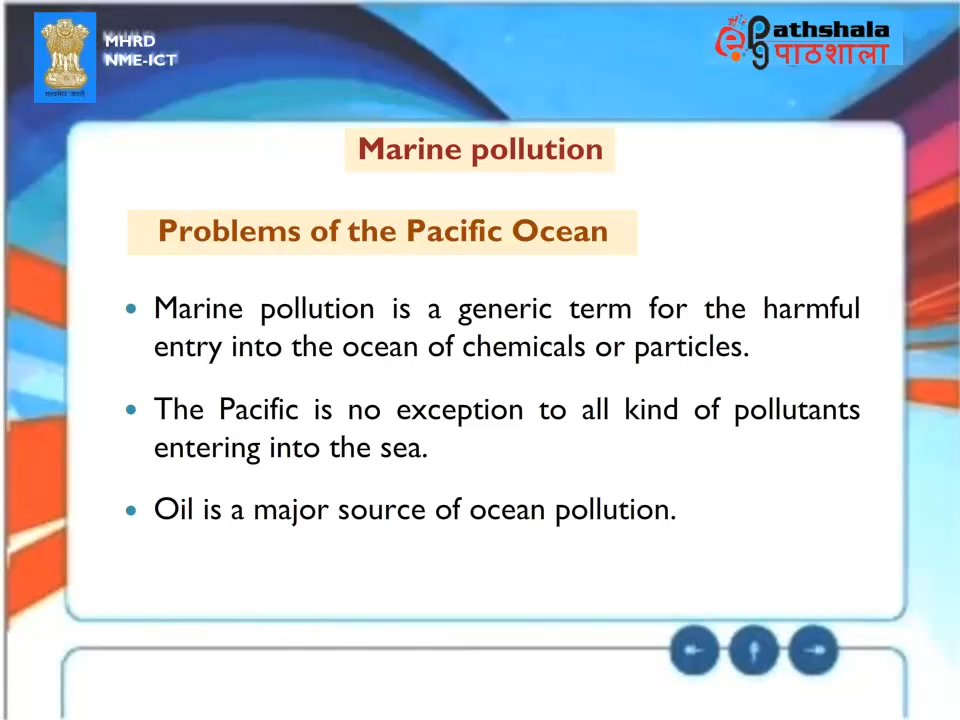 MHRD
NME-ICT
Pathshala
पाठशाला
Marine pollution
Problems of the Pacific Ocean
Marine pollution is a generic term for the harmful
entry into the ocean of chemicals or particles.
The Pacific is no exception to all kind of pollutants
entering into the sea.
Oil is a major source of ocean pollution.